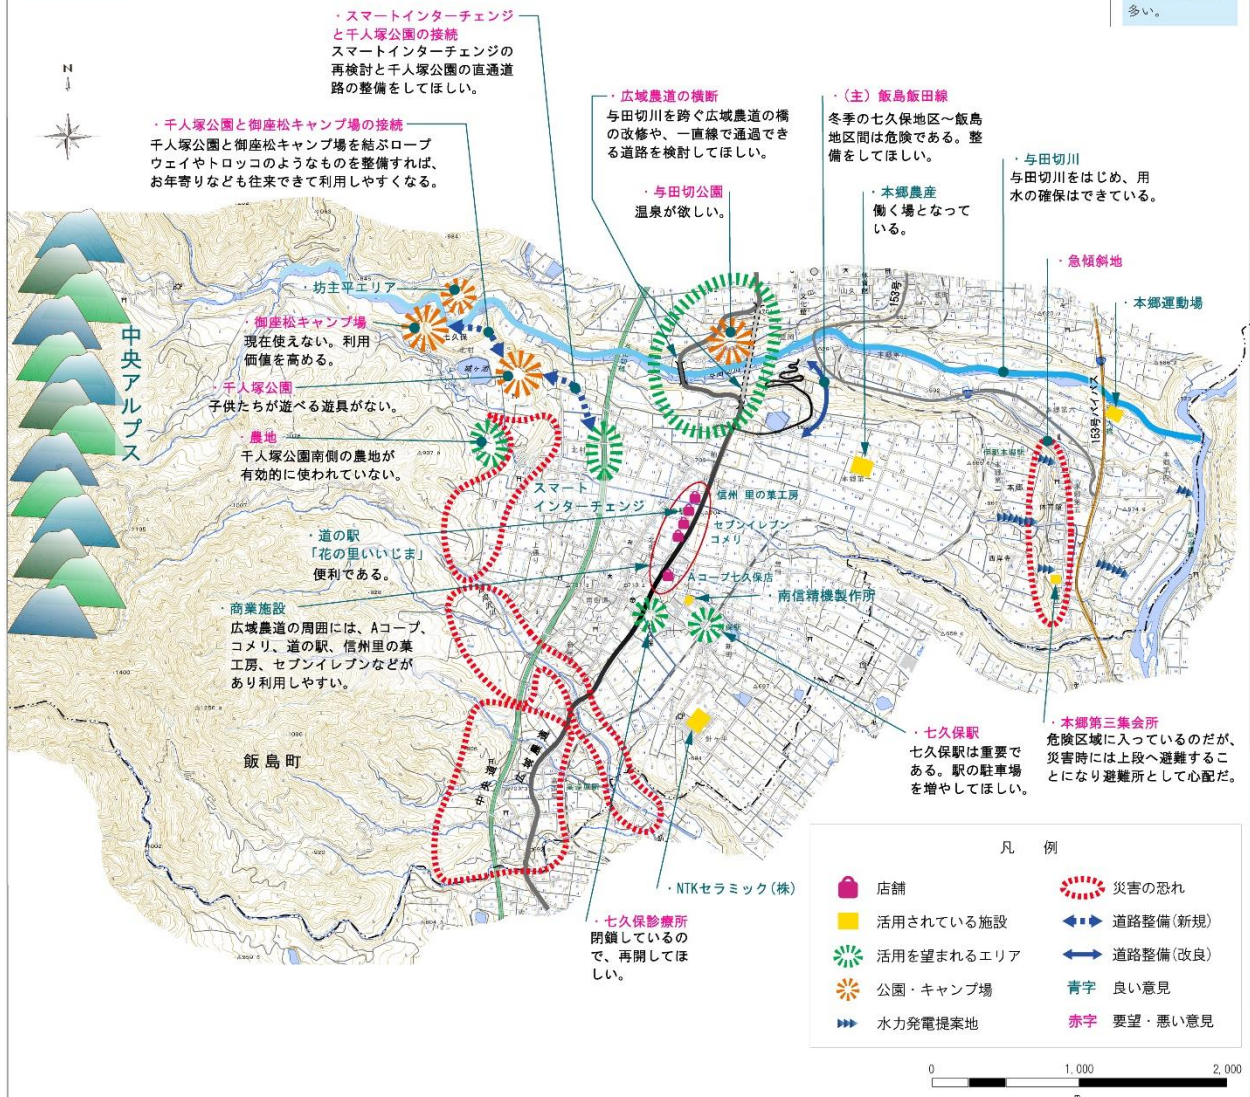 多い。
・スマートインターチェンジ
と千人塚公園の接続
スマートインターチェンジの
再検討と千人塚公園の直通道
路の整備をしてほしい。
N
・千人塚公園と御座松キャンプ場の接続
千人塚公園と御座松キャンプ場を結ぶロープ
ウェイやトロッコのようなものを整備すれば、
お年寄りなども往来できて利用しやすくなる。
・広域農道の横断
与田切川を跨ぐ広域農道の橋
の改修や、一直線で通過でき
る道路を検討してほしい。
・(主)飯島飯田線
冬季の七久保地区～飯島
地区間は危険である。整
備をしてほしい。
・与田切川
与田切川をはじめ、用
水の確保はできている。
・与田切公園
温泉が欲しい。
・本郷農産
働く場となって
いる。
・急傾斜地
・本郷運動場
・坊主平エリア
・御座松キャンプ場
現在使えない。利用
価値を高める。
・千人塚公園
子供たちが遊べる遊具がない。
・農地
千人塚公園南側の農地が
有効的に使われていない。
中央アルプス
153号
153号バイパス
城ヶ池
七久保
北村
スマート
インターチェンジ
信州 里の菓工房
セブンイレブン
コメリ
Aコープ七久保店
・道の駅
「花の里いいじま」
便利である。
・南信精機製作所
・商業施設
広域農道の周囲には、Aコープ、
コメリ、道の駅、信州里の菓
工房、セブンイレブンなどが
あり利用しやすい。
伊那本郷駅
本郷
体育館
西岸寺
飯島町
中央道
広域農道
・七久保駅
七久保駅は重要で
ある。駅の駐車場
を増やしてほしい。
・本郷第三集会所
危険区域に入っているのだが、
災害時には上段へ避難するこ
とになり避難所として心配だ。
・NTKセラミック(株)
・七久保診療所
閉鎖しているの
で、再開してほ
しい。
凡　例
店舗
活用されている施設
活用を望まれるエリア
公園・キャンプ場
水力発電提案地
災害の恐れ
道路整備(新規)
道路整備(改良)
青字 良い意見
赤字 要望・悪い意見
0 1,000 2,000